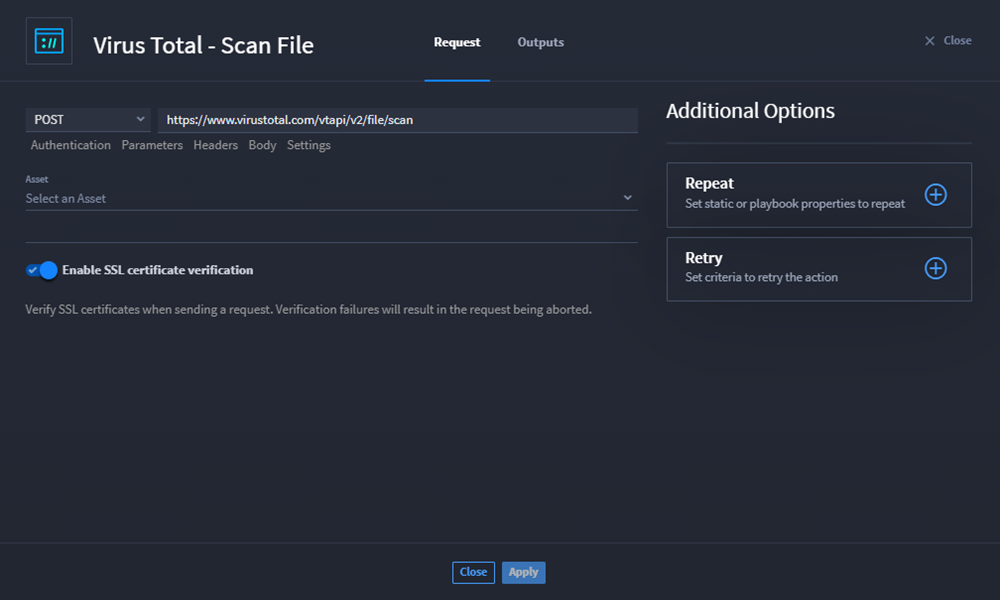 ://
Virus Total - Scan File
Request
Outputs
Close
POST
https://www.virustotal.com/vtapi/v2/file/scan
Authentication Parameters Headers Body Settings
Asset
Select an Asset
Enable SSL certificate verification
Verify SSL certificates when sending a request. Verification failures will result in the request being aborted.
Additional Options
Repeat
Set static or playbook properties to repeat
Retry
Set criteria to retry the action
Close
Apply